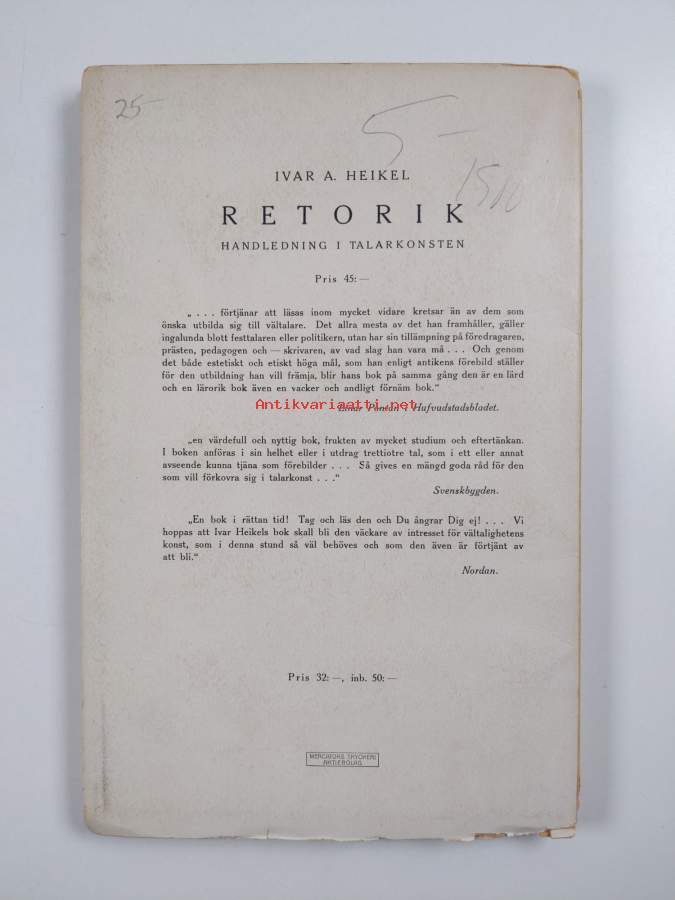 25
5 —
IVAR A. HEIKEL
RETORIK
HANDLEDNING I TALARKONSTEN
Pris 45: —
„ . . . förtjänar att läsas inom mycket vidare kretsar än av dem som
önska utbilda sig till vältalare. Det allra mesta av det han framhåller, gäller
ingalunda blott festtalaren eller politikern, utan har sin tillämpning på föredragaren,
prästen, pedagogen och — skrivaren, av vad slag han vara må . . . Och genom
det både estetiskt och etiskt höga mål, som han enligt antikens förebild ställer
för den utbildning han vill främja, blir hans bok på samma gång den är en lärd
och en lärorik bok även en vacker och andligt förnäm bok.“
Antikvariaatti.net
i Hufvudstadsbladet.
„en värdefull och nyttig bok, frukten av mycket studium och eftertänkan.
I boken anföras i sin helhet eller i utdrag trettiotre tal, som i ett eller annat
avseende kunna tjäna som förebilder . . . Så gives en mängd goda råd för den
som vill förkovra sig i talarkonst . . .“
Svenskbygden.
„En bok i rättan tid! Tag och läs den och Du ångrar Dig ej! . . . Vi
hoppas att Ivar Heikels bok skall bli den väckare av intresset för vältalighetens
konst, som i denna stund så väl behöves och som den även är förtjänt av
att bli.“
Nordan.
Pris 32: —, inb. 50: —
MERCATORS TRYCKERI
AKTIEBOLAG